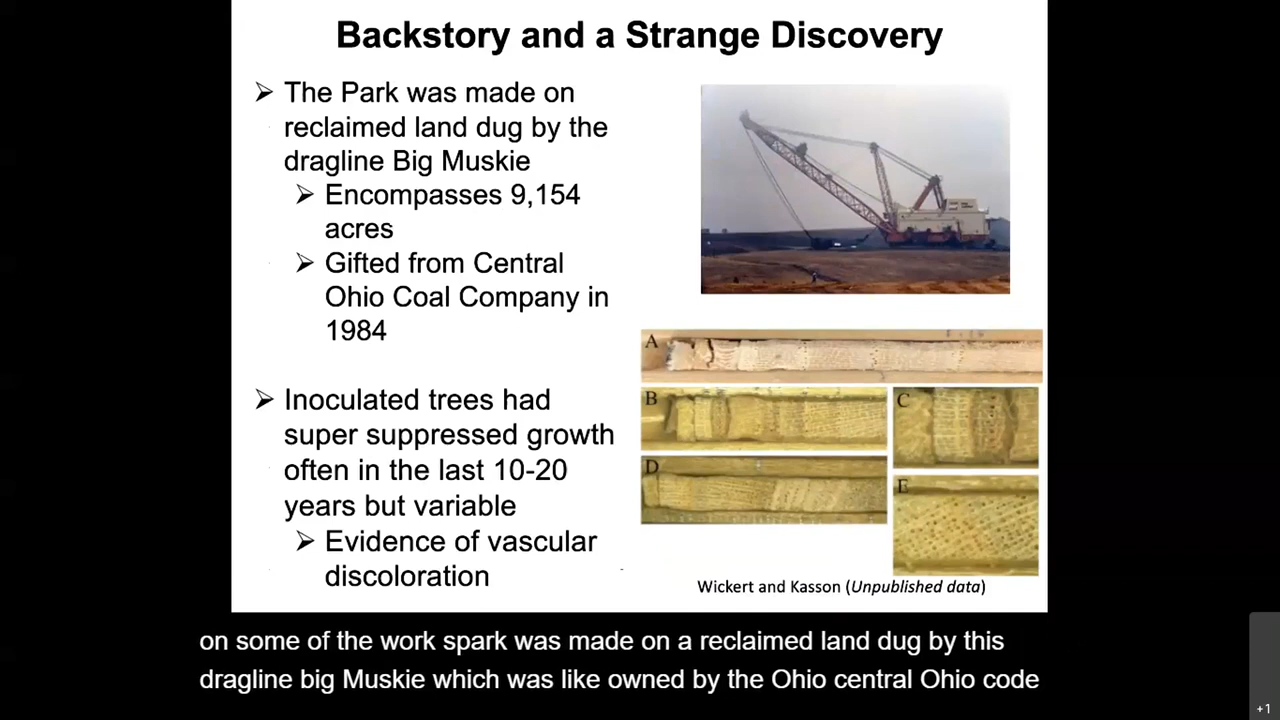 Backstory and a Strange Discovery
➢ The Park was made on
reclaimed land dug by the
dragline Big Muskie
➢ Encompasses 9,154
acres
➢ Gifted from Central
Ohio Coal Company in
1984
➢ Inoculated trees had
super suppressed growth
often in the last 10-20
years but variable
➢ Evidence of vascular
discoloration
A
B
C
D
E
Wickert and Kasson (Unpublished data)
on some of the work spark was made on a reclaimed land dug by this
dragline big Muskie which was like owned by the Ohio central Ohio code
+1